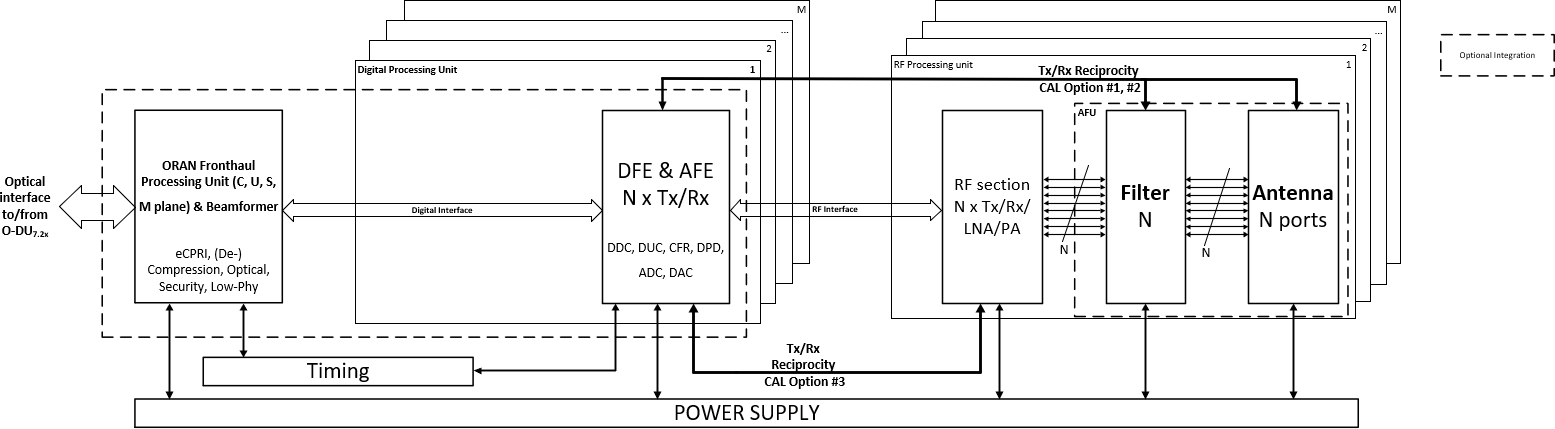 M
...
2
Digital Processing Unit
1
M
...
2
RF Processing unit
1
Optional Integration
Tx/Rx Reciprocity
CAL Option #1, #2
AFU
Optical
interface
to/from
O-DU7.2x
ORAN Fronthaul
Processing Unit (C, U, S,
M plane) & Beamformer
eCPRI, (De-)
Compression, Optical,
Security, Low-Phy
Digital Interface
DFE & AFE
N x Tx/Rx
DDC, DUC, CFR, DPD,
ADC, DAC
RF Interface
RF section
N x Tx/Rx/
LNA/PA
N
Filter
N
N
Antenna
N ports
Timing
Tx/Rx
Reciprocity
CAL Option #3
POWER SUPPLY